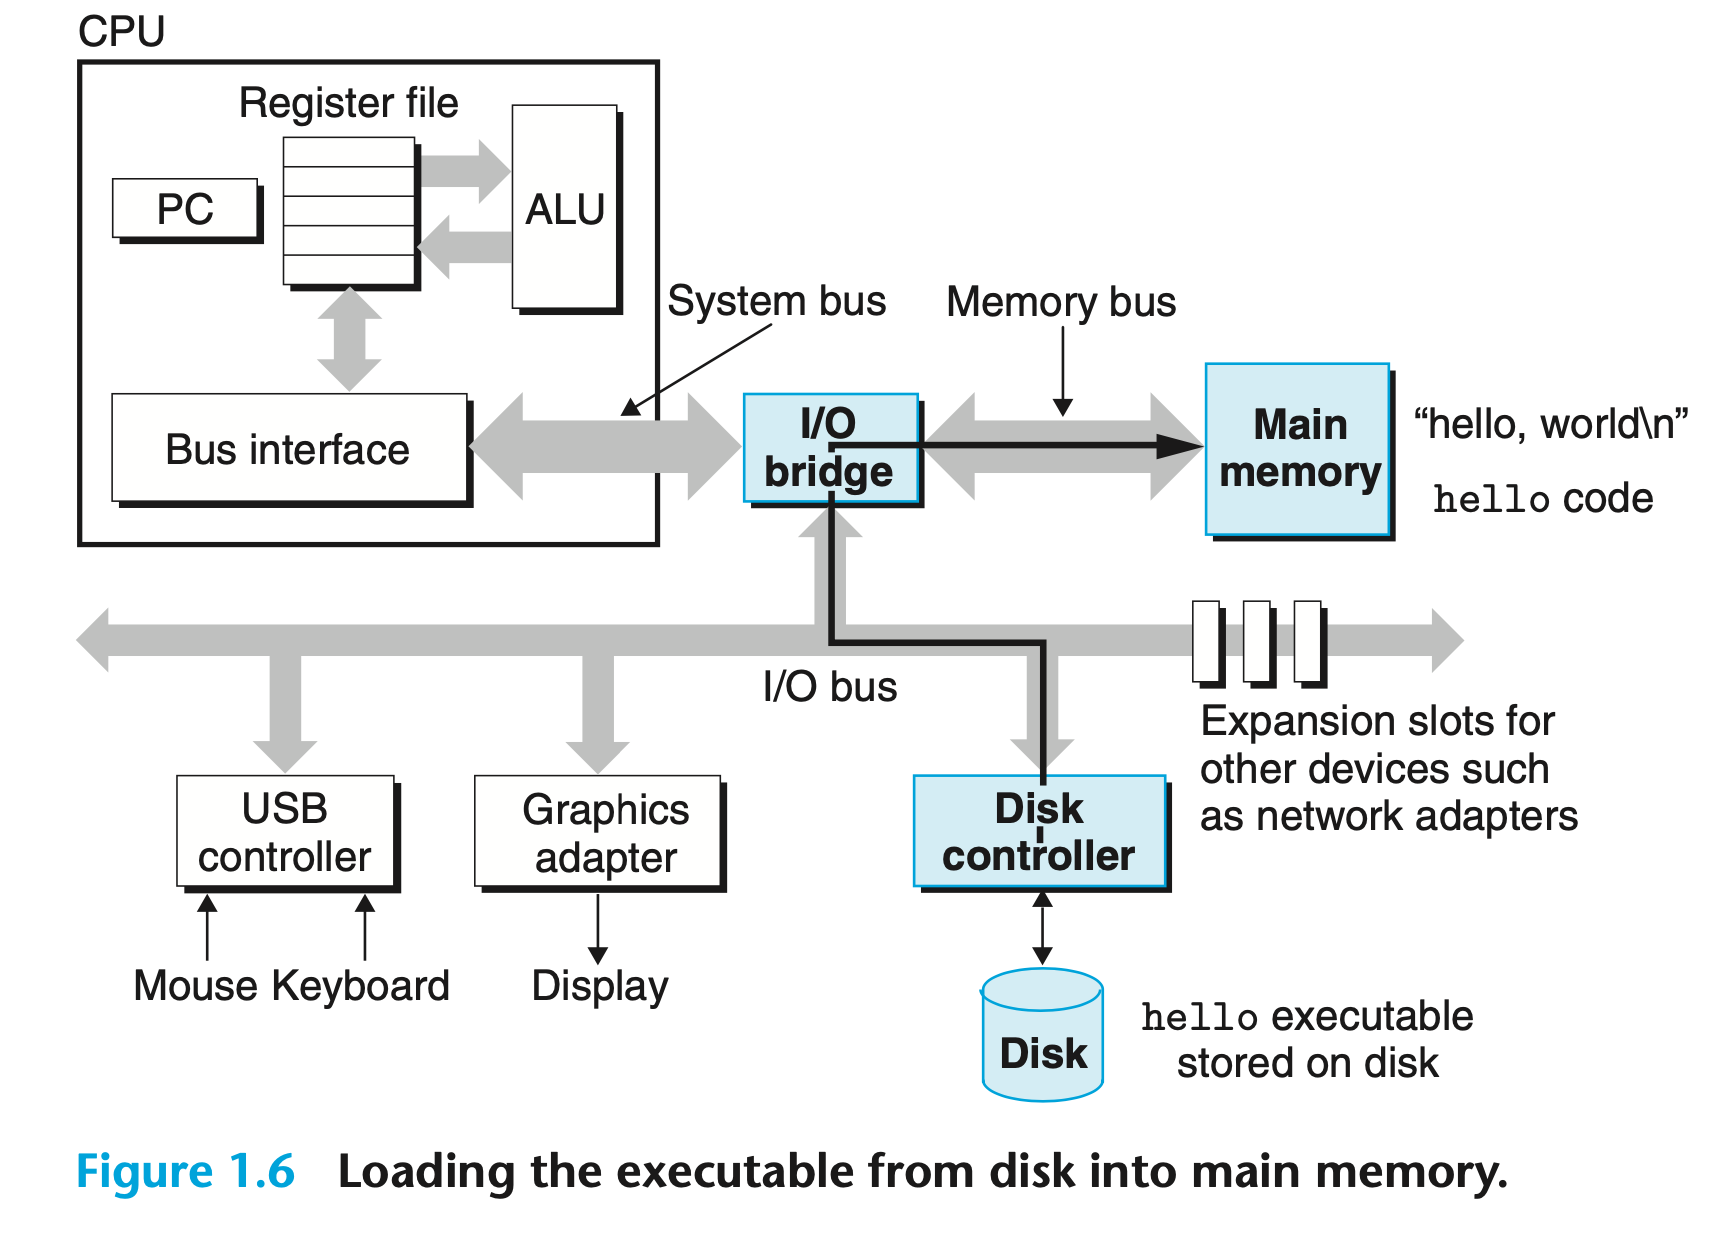 CPU
Register file
PC
ALU
System bus
Memory bus
Bus interface
I/O
bridge
Main
memory
“hello, world\n”
hello code
I/O bus
Expansion slots for
other devices such
as network adapters
USB
controller
Graphics
adapter
Disk
controller
Mouse Keyboard
Display
Disk
hello executable
stored on disk
Figure 1.6 Loading the executable from disk into main memory.